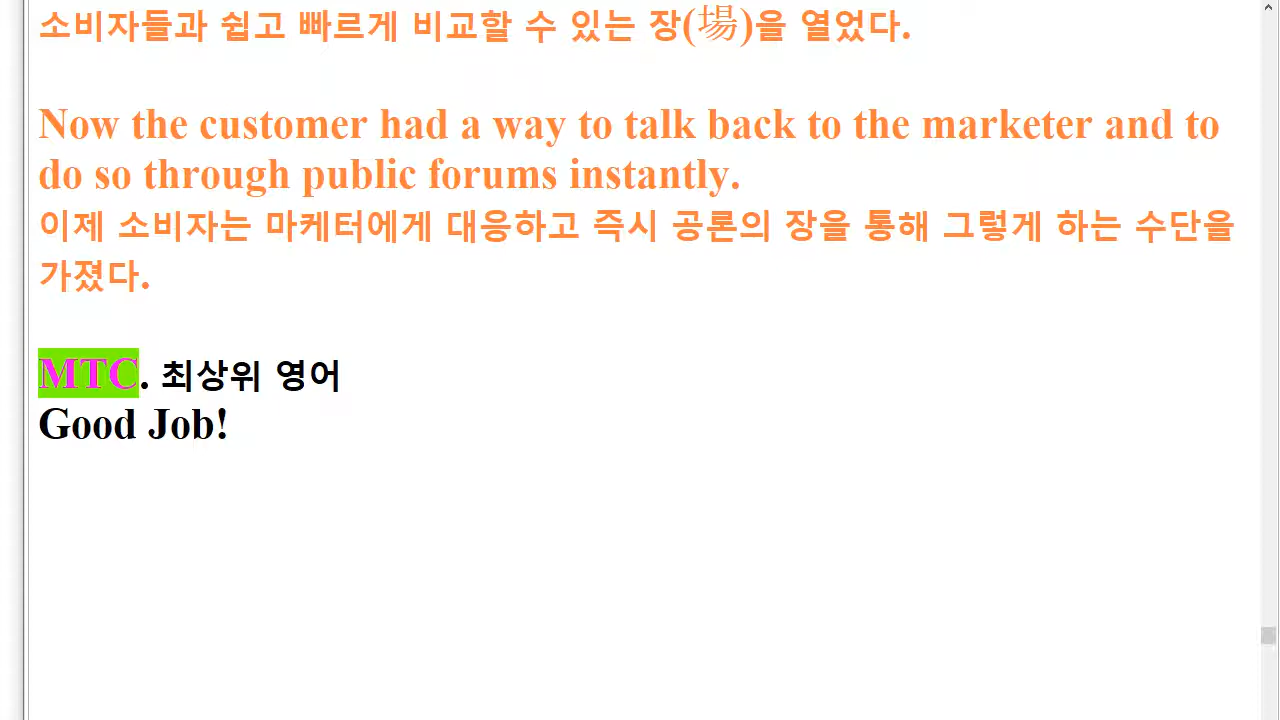 소비자들과 쉽고 빠르게 비교할 수 있는 장(場)을 열었다.
Now the customer had a way to talk back to the marketer and to
do so through public forums instantly.
이제 소비자는 마케터에게 대응하고 즉시 공론의 장을 통해 그렇게 하는 수단을
가졌다.
MTC. 최상위 영어
Good Job!